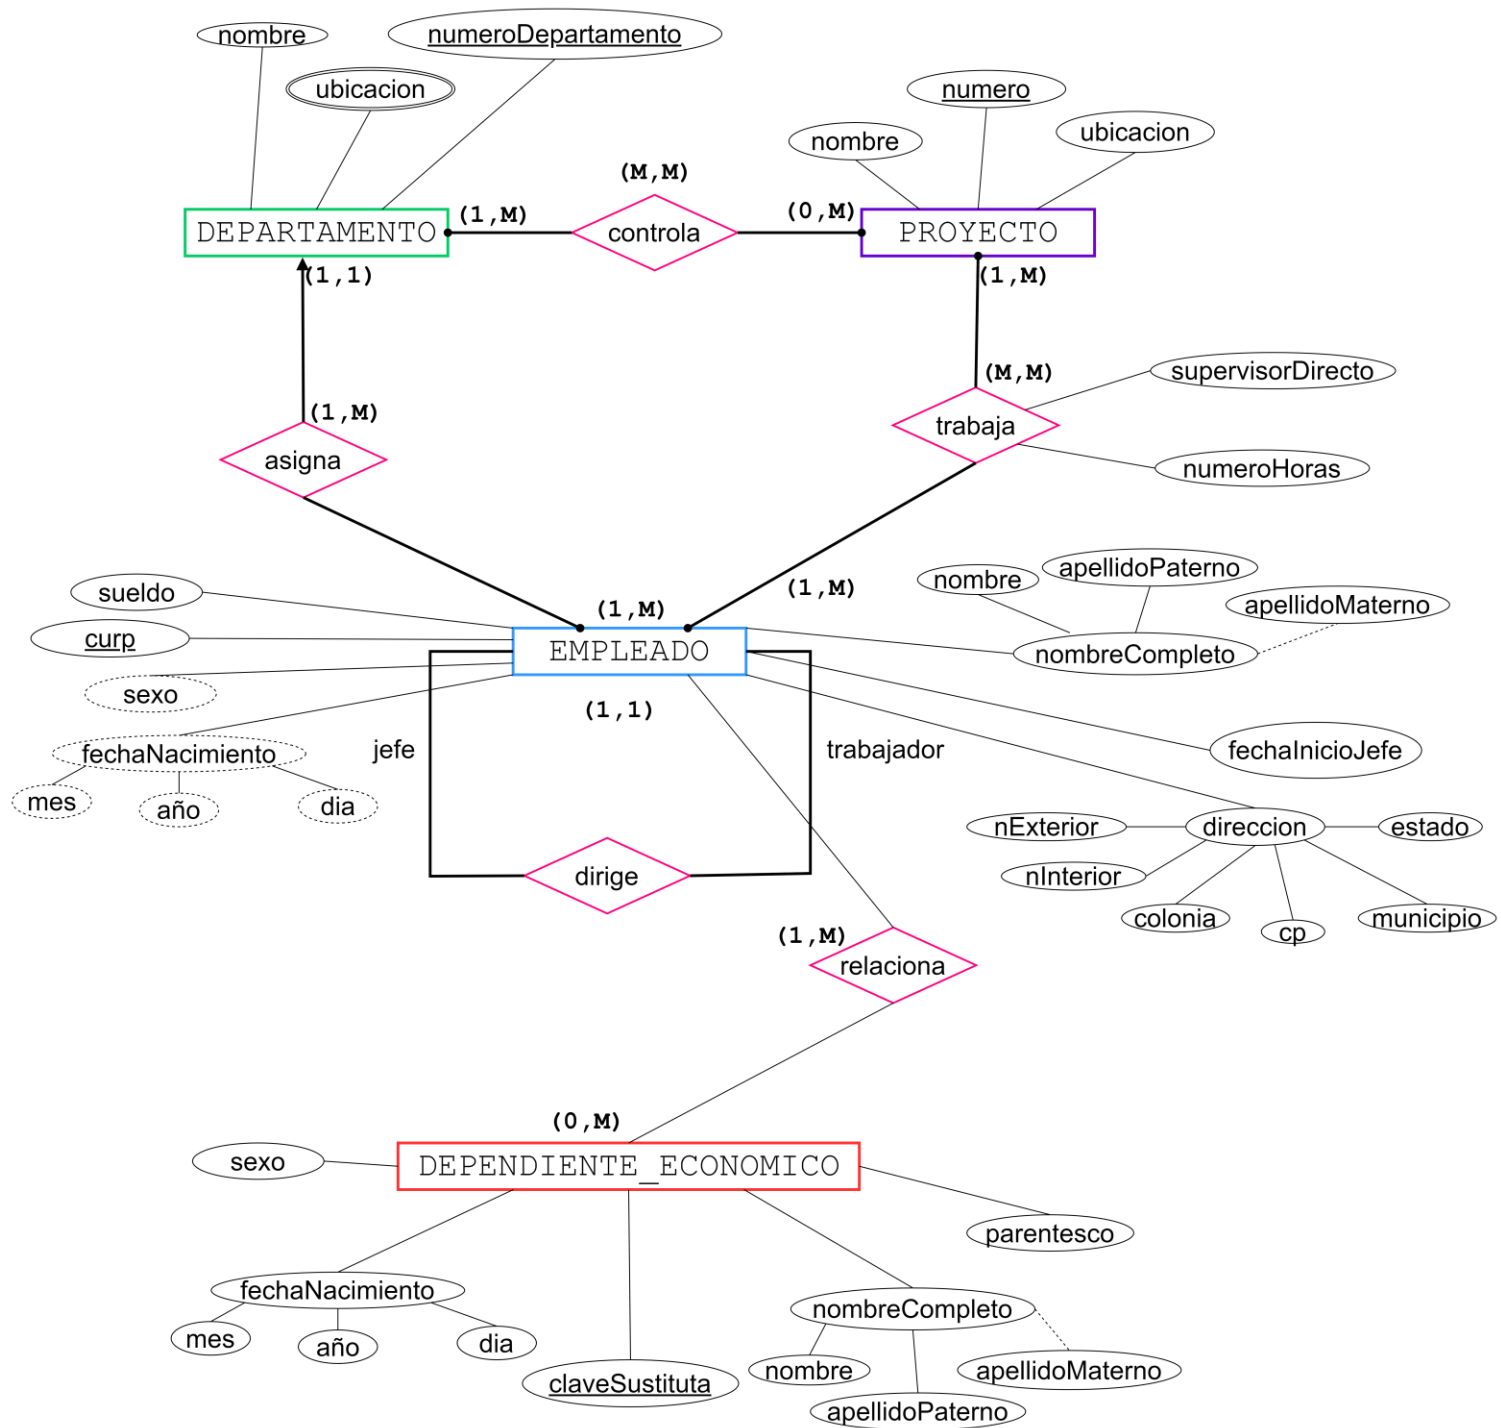 nombre
numeroDepartamento
ubicacion
numero
nombre
ubicacion
(M,M)
(1,M)
(0,M)
DEPARTAMENTO
controla
PROYECTO
(1,1)
(1,M)
(M,M)
supervisorDirecto
(1,M)
trabaja
asigna
numeroHoras
sueldo
(1,M)
(1,M)
nombre
apellidoPaterno
apellidoMaterno
curp
EMPLEADO
nombreCompleto
sexo
(1,1)
fechaNacimiento
jefe
trabajador
fechaInicioJefe
mes
año
dia
nExterior
direccion
estado
dirige
nInterior
colonia
cp
municipio
(1,M)
relaciona
(0,M)
sexo
DEPENDIENTE_ECONOMICO
parentesco
fechaNacimiento
nombreCompleto
mes
año
dia
nombre
apellidoMaterno
claveSustituta
apellidoPaterno